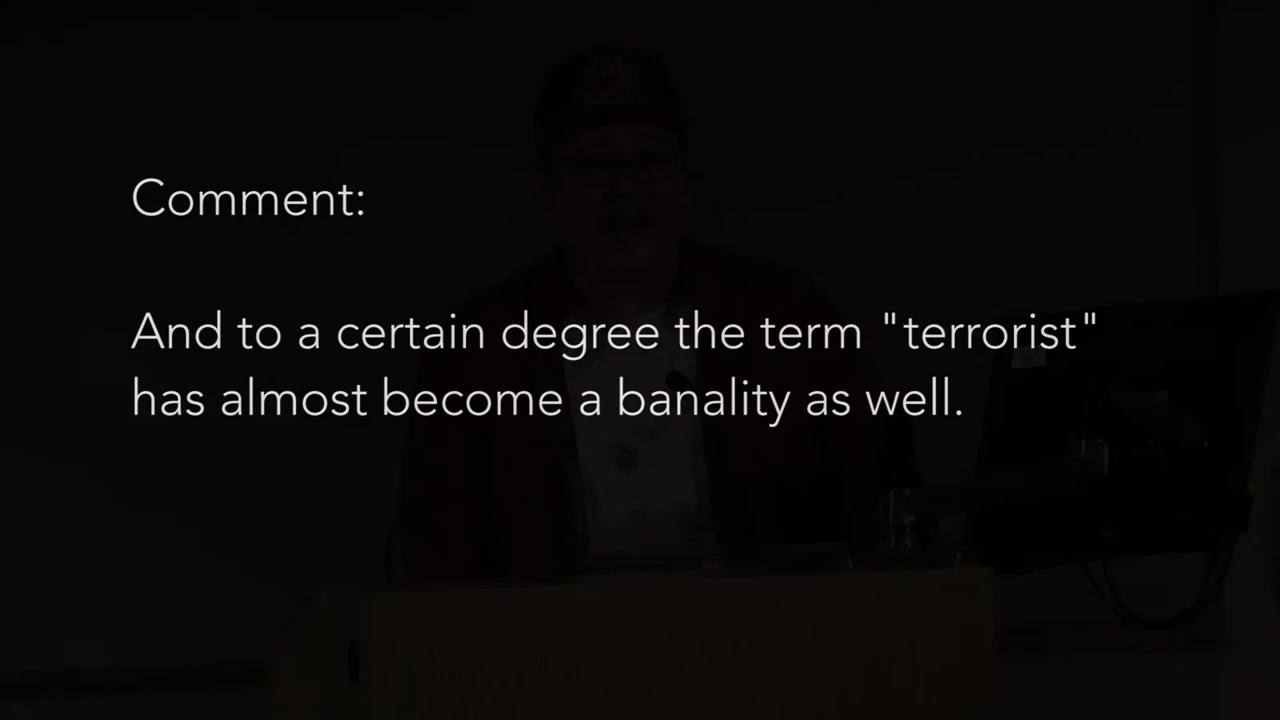 Comment:
And to a certain degree the term "terrorist"
has almost become a banality as well.